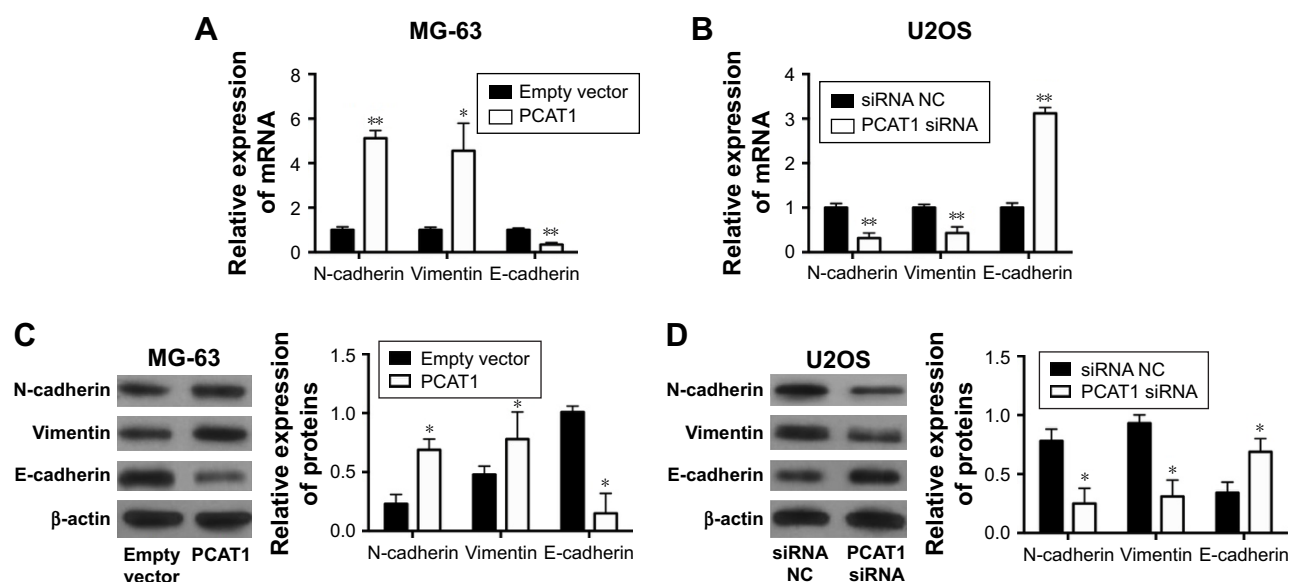 A
MG-63
Relative expression
of mRNA
8
6
4
2
0
Empty vector
PCAT1
**
*
**
N-cadherin Vimentin E-cadherin
B
U2OS
Relative expression
of mRNA
4
3
2
1
0
siRNA NC
PCAT1 siRNA
**
**
**
N-cadherin Vimentin E-cadherin
C
MG-63
N-cadherin
Vimentin
E-cadherin
β-actin
Empty
vector
PCAT1
Relative expression
of proteins
1.5
1.0
0.5
0.0
Empty vector
PCAT1
*
*
*
N-cadherin Vimentin E-cadherin
D
U2OS
N-cadherin
Vimentin
E-cadherin
β-actin
siRNA
NC
PCAT1
siRNA
Relative expression
of proteins
1.5
1.0
0.5
0.0
siRNA NC
PCAT1 siRNA
*
*
*
N-cadherin Vimentin E-cadherin